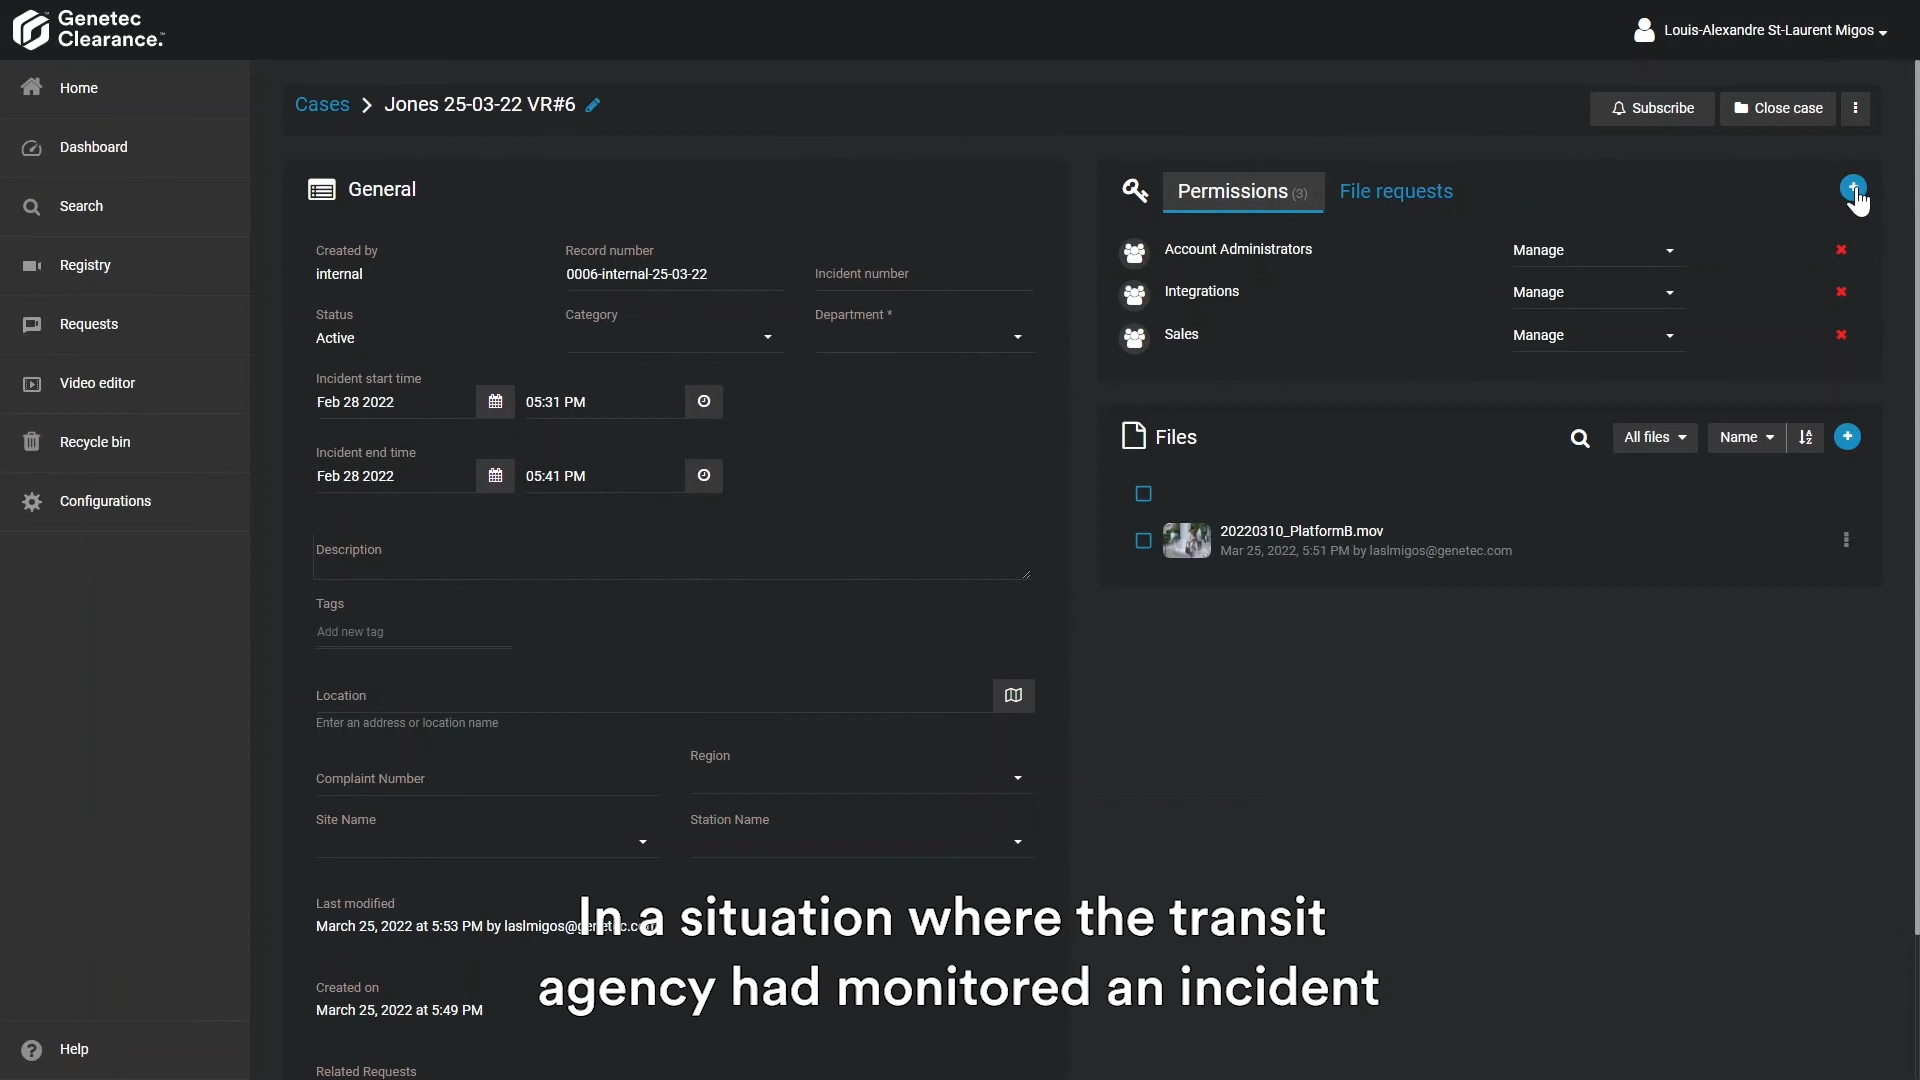 Genetec
Clearance.™
Louis-Alexandre St-Laurent Migos
Home
Dashboard
Search
Registry
Requests
Video editor
Recycle bin
Configurations
Help
Cases > Jones 25-03-22 VR#6
Subscribe
Close case
General
Created by
internal
Record number
0006-internal-25-03-22
Incident number
Status
Active
Category
Department *
Incident start time
Feb 28 2022
05:31 PM
Incident end time
Feb 28 2022
05:41 PM
Description
Tags
Add new tag
Location
Enter an address or location name
Complaint Number
Region
Site Name
Station Name
Last modified
March 25, 2022 at 5:53 PM by laslmigos@genetec.com
Created on
March 25, 2022 at 5:49 PM
Related Requests
Permissions (3)
File requests
Account Administrators
Manage
Integrations
Manage
Sales
Manage
Files
All files
Name
20220310_PlatformB.mov
Mar 25, 2022, 5:51 PM by laslmigos@genetec.com
In a situation where the transit
agency had monitored an incident